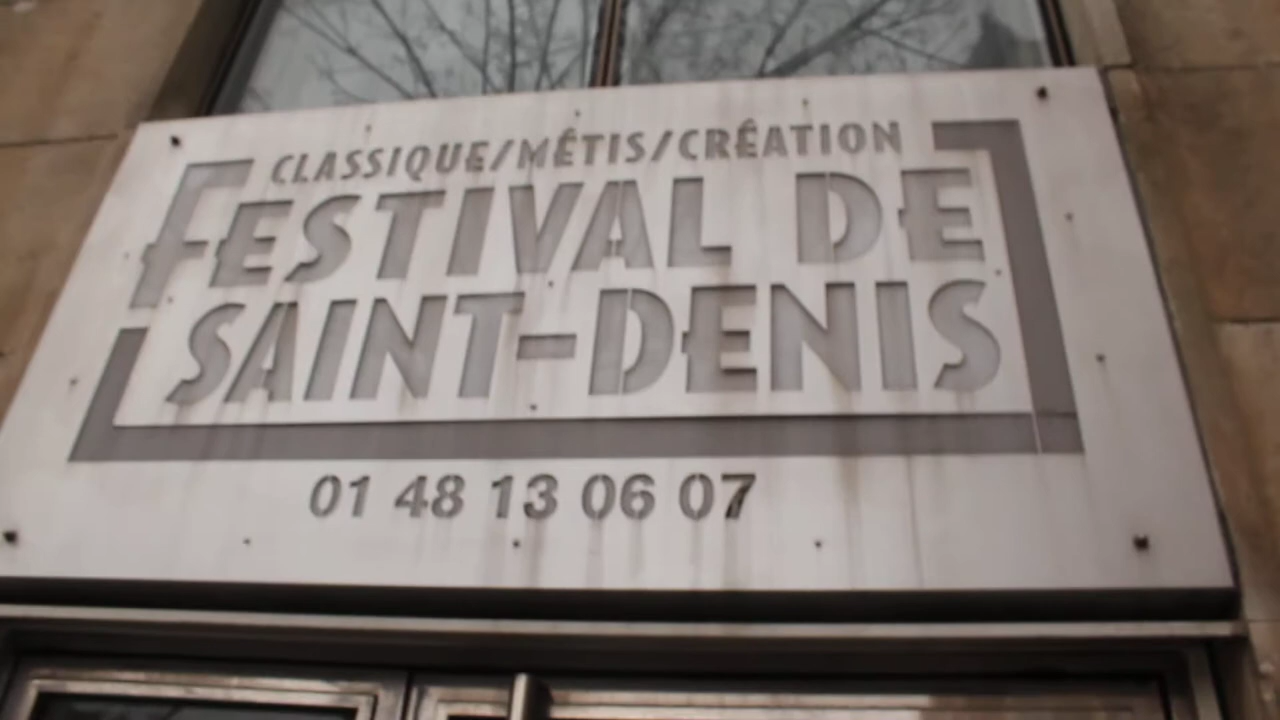 CLASSIQUE/MÉTIS/CRÉATION
FESTIVAL DE
SAINT-DENIS
01 48 13 06 07